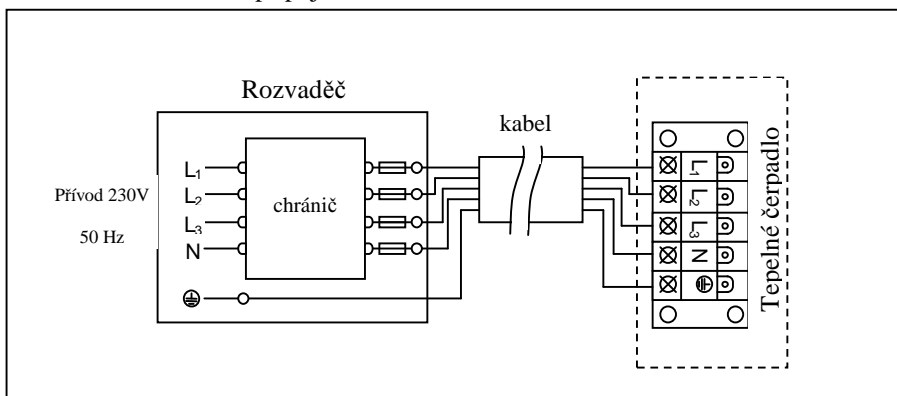 Rozvaděč
kabel
L1
L2
L3
N
chránič
Přívod 230V
50 Hz
L1
L2
L3
N
Tepelné čerpadlo